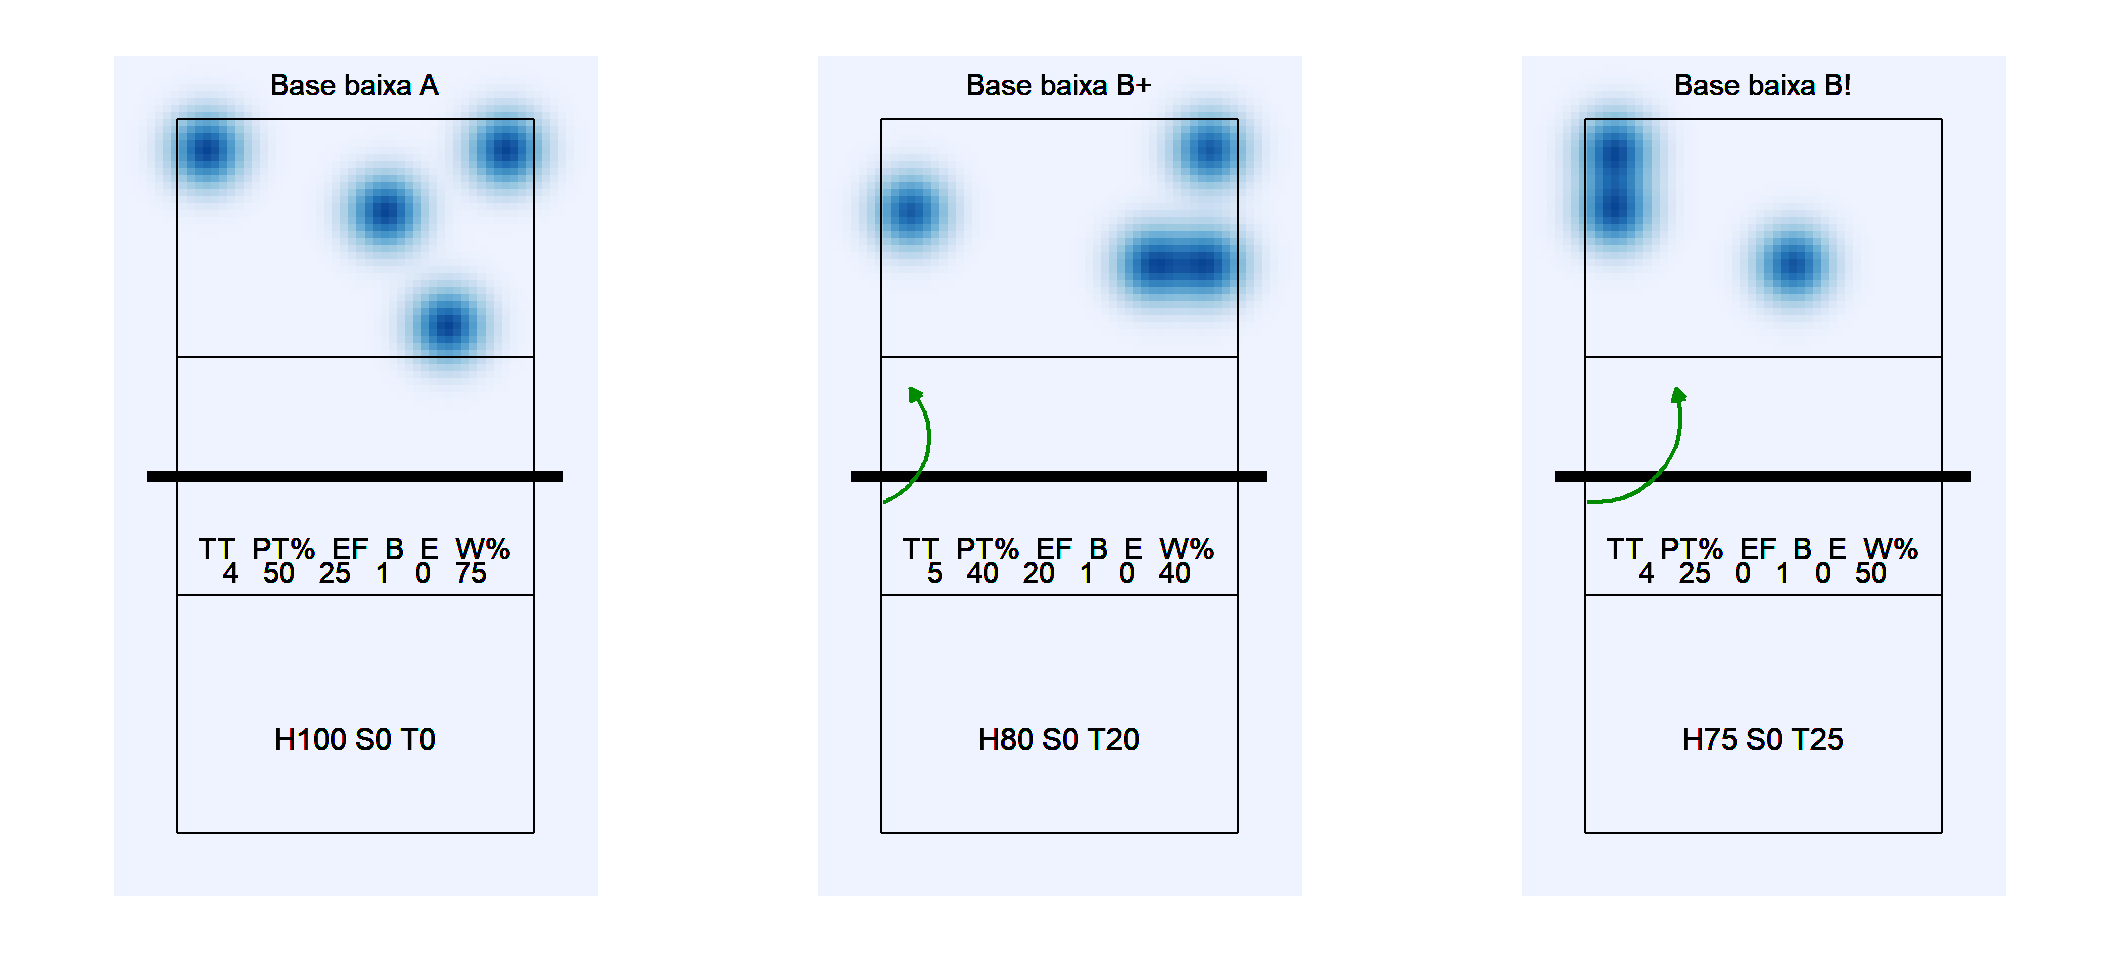 Base baixa A
TT PT% EF B E W%
4 50 25 1 0 75
H100 S0 T0
Base baixa B+
TT PT% EF B E W%
5 40 20 1 0 40
H80 S0 T20
Base baixa B!
TT PT% EF B E W%
4 25 0 1 0 50
H75 S0 T25